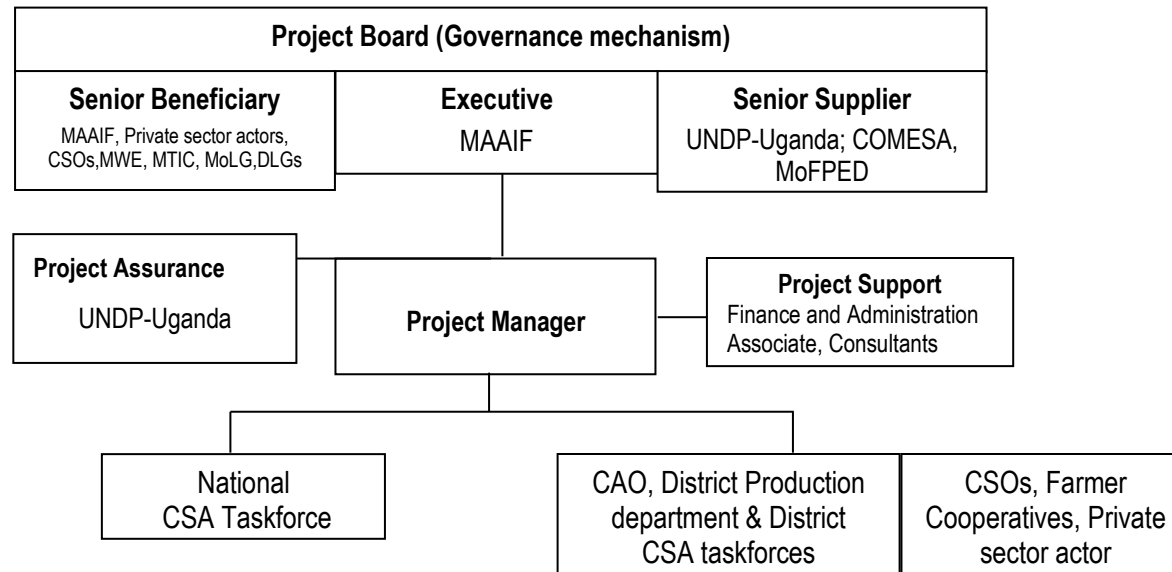 Project Board (Governance mechanism)
Senior Beneficiary
MAAIF, Private sector actors,
CSOs,MWE, MTIC, MoLG,DLGs
Executive
MAAIF
Senior Supplier
UNDP-Uganda; COMESA,
MoFPED
Project Assurance
UNDP-Uganda
Project Manager
Project Support
Finance and Administration
Associate, Consultants
National
CSA Taskforce
CAO, District Production
department & District
CSA taskforces
CSOs, Farmer
Cooperatives, Private
sector actor